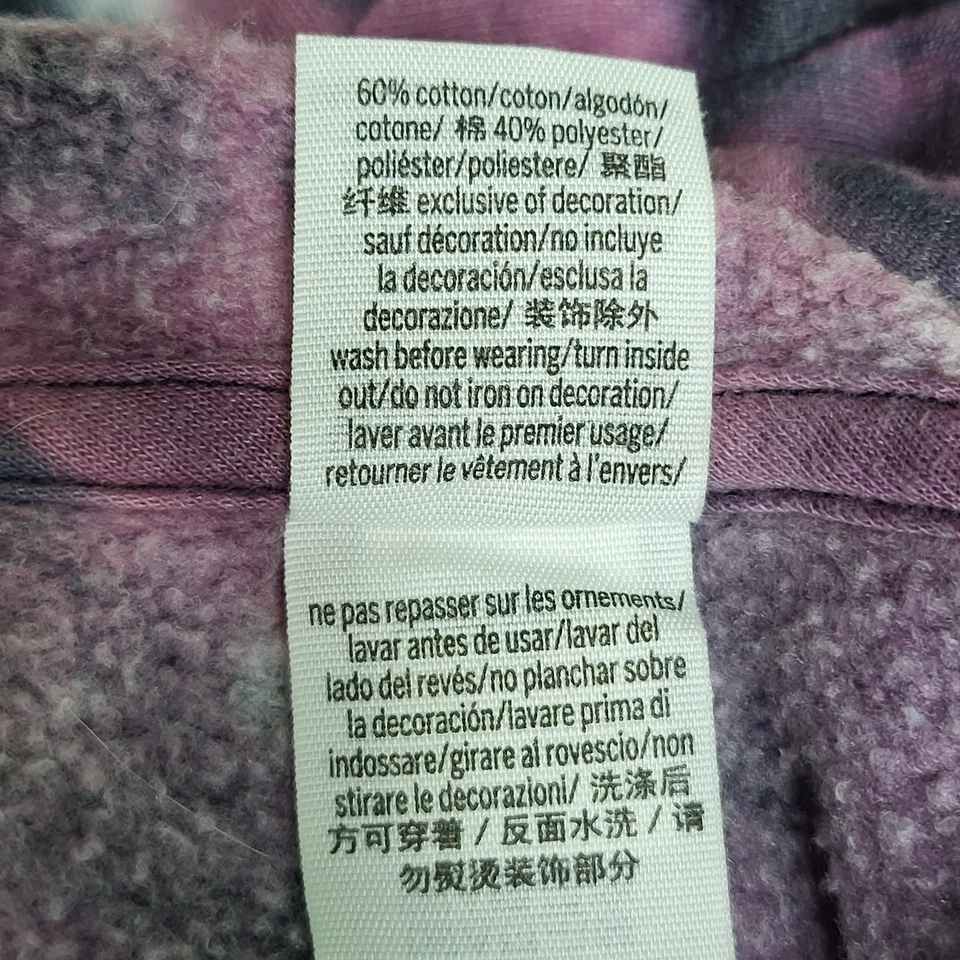 60% cotton/coton/algodón/
cotone/ 棉 40% polyester/
poliéster/poliestere/ 聚酯
纤维 exclusive of decoration/
sauf décoration/no incluye
la decoración/esclusa la
decorazione/ 装饰除外
wash before wearing/turn inside
out/do not iron on decoration/
laver avant le premier usage/
retourner le vêtement à l'envers/
ne pas repasser sur les ornements/
lavar antes de usar/lavar del
lado del revés/no planchar sobre
la decoración/lavare prima di
indossare/girare al rovescio/non
stirare le decorazioni/ 洗涤后
方可穿着 / 反面水洗 / 请
勿熨烫装饰部分